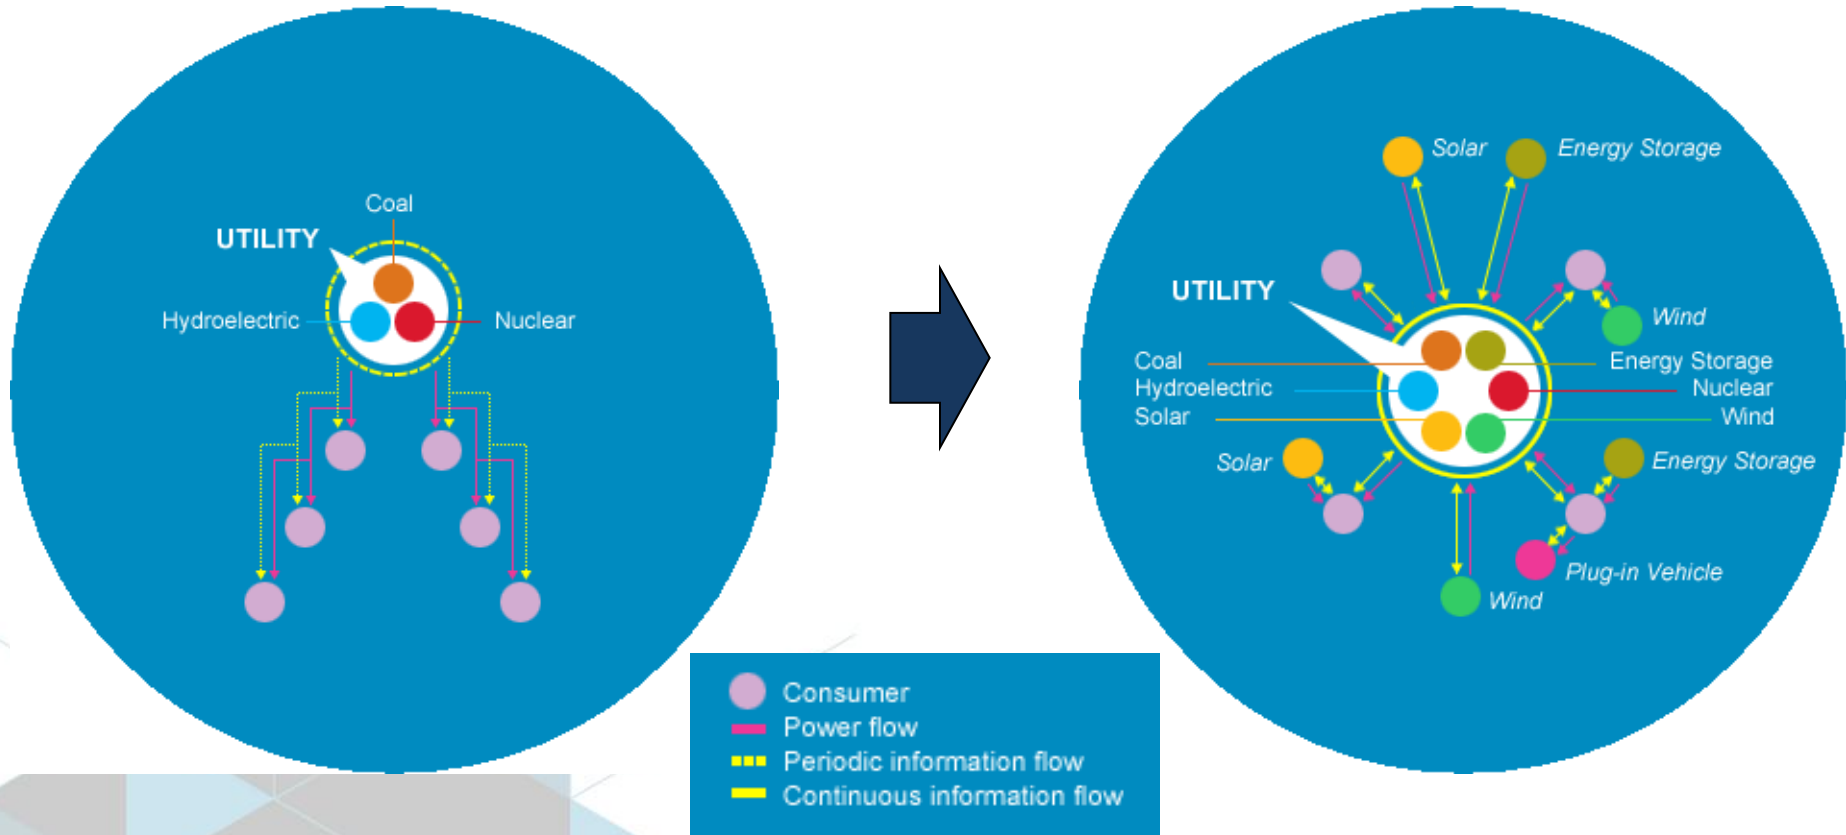 Coal
UTILITY
Hydroelectric
Nuclear
Solar
Energy Storage
UTILITY
Wind
Coal
Energy Storage
Hydroelectric
Nuclear
Solar
Wind
Solar
Energy Storage
Plug-in Vehicle
Wind
Consumer
Power flow
Periodic information flow
Continuous information flow